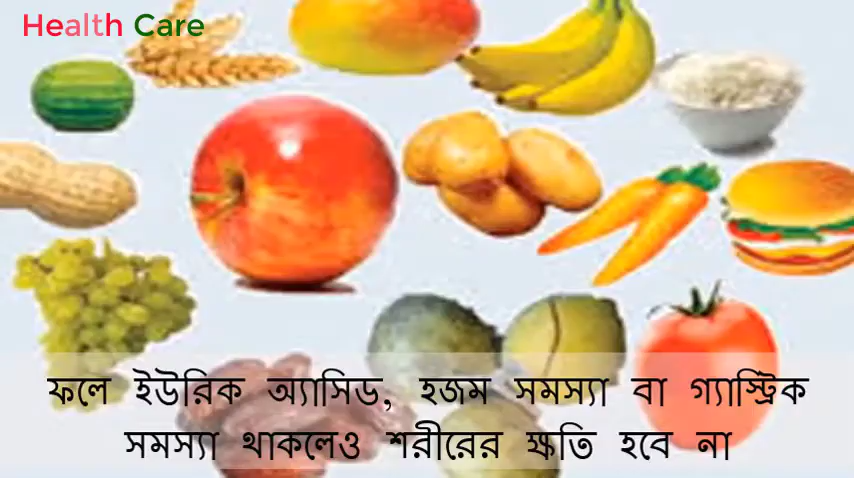 Health Care
ফলে ইউরিক অ্যাসিড, হজম সমস্যা বা গ্যাস্ট্রিক
সমস্যা থাকলেও শরীরের ক্ষতি হবে না